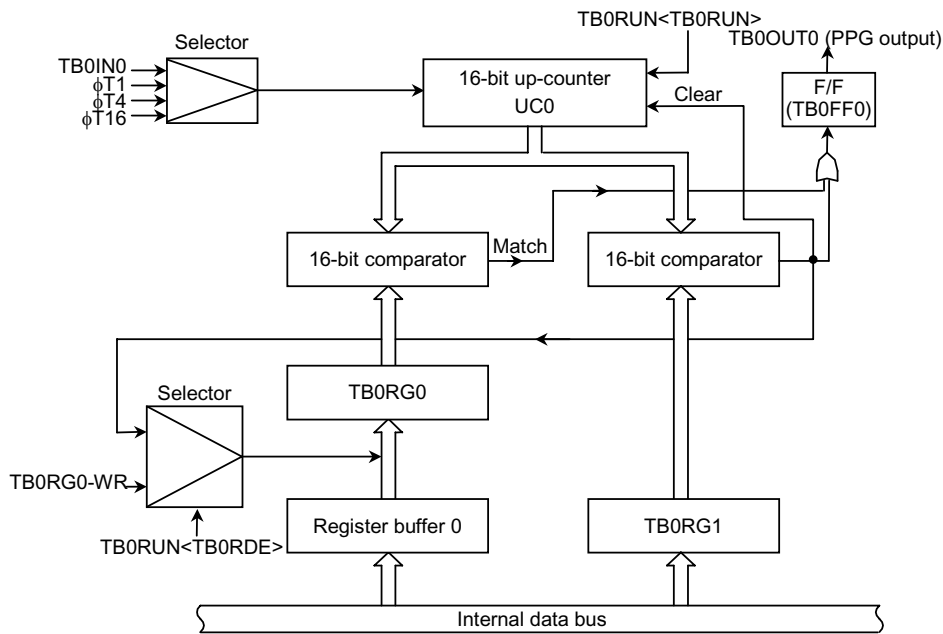 TB0RUN<TB0RUN>
TB0OUT0 (PPG output)
Selector
TB0IN0
ϕT1
ϕT4
ϕT16
16-bit up-counter
UC0
Clear
F/F
(TB0FF0)
16-bit comparator
Match
16-bit comparator
Selector
TB0RG0
TB0RG0-WR
Register buffer 0
TB0RG1
TB0RUN<TB0RDE>
Internal data bus